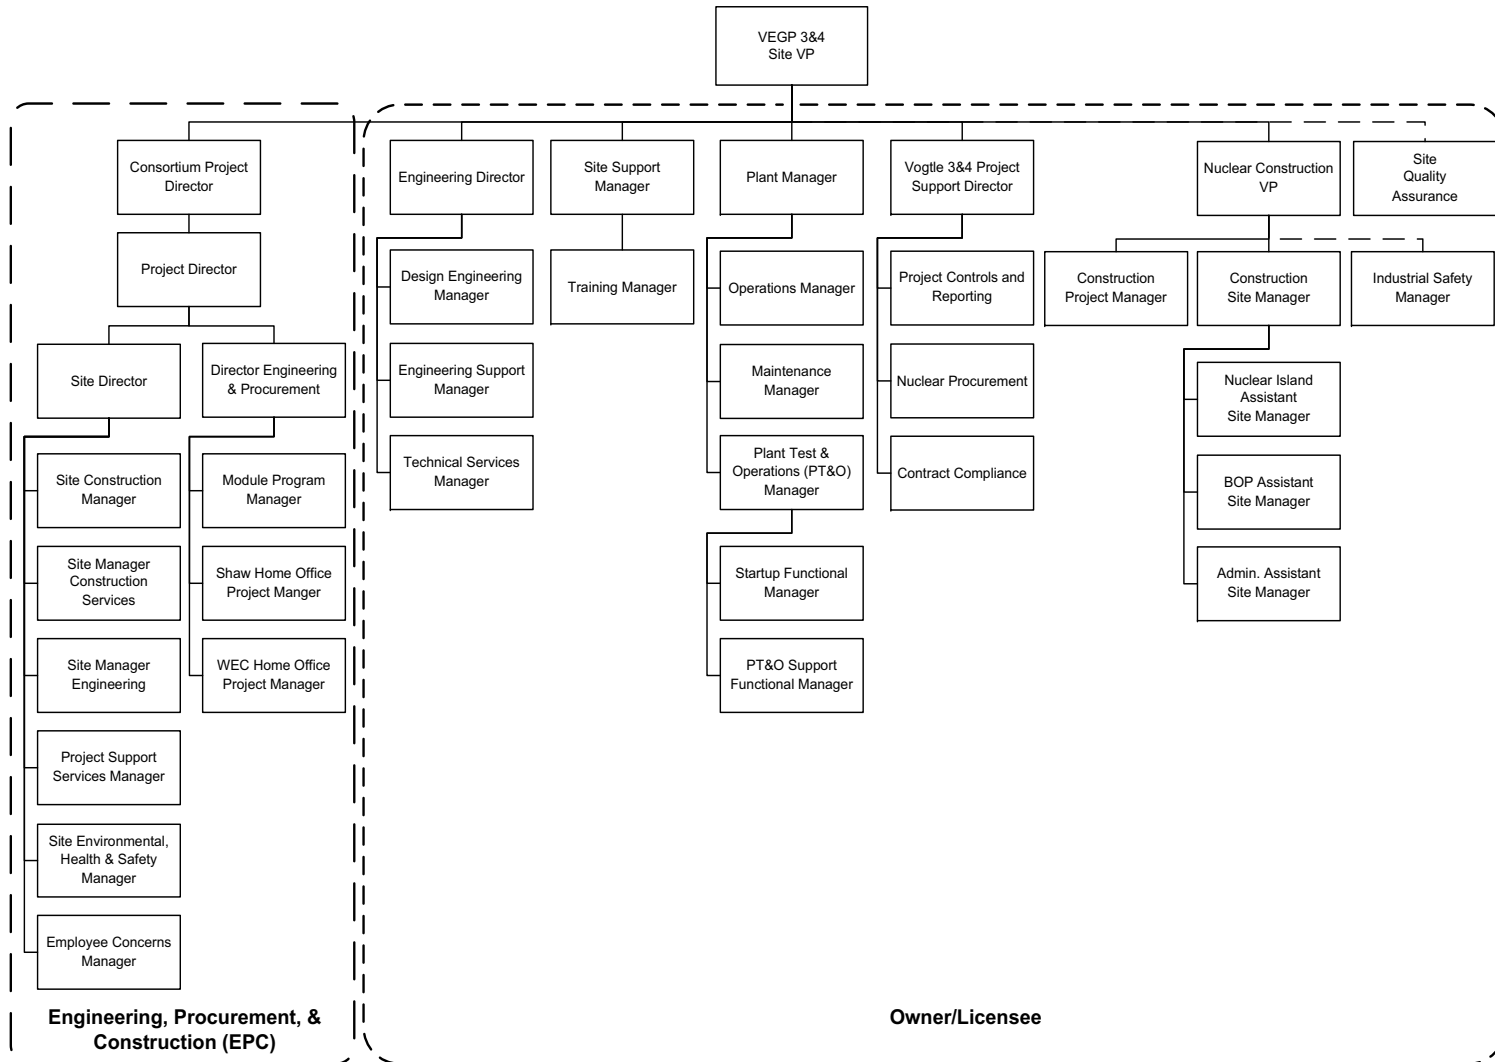 VEGP 3&4
Site VP
Consortium Project
Director
Engineering Director
Site Support
Manager
Plant Manager
Vogtle 3&4 Project
Support Director
Nuclear Construction
VP
Site
Quality
Assurance
Project Director
Design Engineering
Manager
Training Manager
Operations Manager
Project Controls and
Reporting
Construction
Project Manager
Construction
Site Manager
Industrial Safety
Manager
Site Director
Director Engineering
& Procurement
Engineering Support
Manager
Maintenance
Manager
Nuclear Procurement
Nuclear Island
Assistant
Site Manager
Site Construction
Manager
Module Program
Manager
Technical Services
Manager
Plant Test &
Operations (PT&O)
Manager
Contract Compliance
BOP Assistant
Site Manager
Site Manager
Construction
Services
Shaw Home Office
Project Manger
Startup Functional
Manager
Admin. Assistant
Site Manager
Site Manager
Engineering
WEC Home Office
Project Manager
PT&O Support
Functional Manager
Project Support
Services Manager
Site Environmental,
Health & Safety
Manager
Employee Concerns
Manager
Engineering, Procurement, &
Construction (EPC)
Owner/Licensee